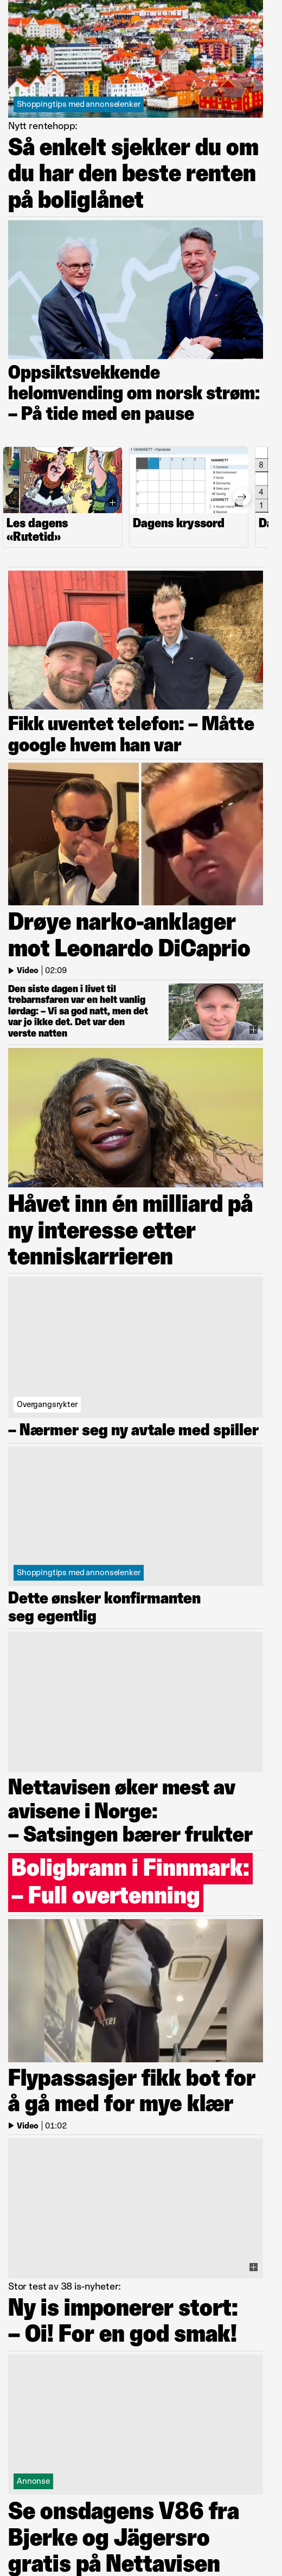 Shoppingtips med annonselenker
Nytt rentehopp:
Så enkelt sjekker du om
du har den beste renten
på boliglånet
Oppsiktsvekkende
helomvending om norsk strøm:
– På tide med en pause
Les dagens
«Rutetid»
Dagens kryssord
Fikk uventet telefon: – Måtte
google hvem han var
Drøye narko-anklager
mot Leonardo DiCaprio
Video | 02:09
Den siste dagen i livet til
trebarnsfaren var en helt vanlig
lørdag: – Vi sa god natt, men det
var jo ikke det. Det var den
verste natten
Håvet inn én milliard på
ny interesse etter
tenniskarrieren
Overgangsrykter
– Nærmer seg ny avtale med spiller
Shoppingtips med annonselenker
Dette ønsker konfirmanten
seg egentlig
Nettavisen øker mest av
avisene i Norge:
– Satsingen bærer frukter
Boligbrann i Finnmark:
– Full overtenning
Flypassasjer fikk bot for
å gå med for mye klær
Video | 01:02
Stor test av 38 is-nyheter:
Ny is imponerer stort:
– Oi! For en god smak!
Annonse
Se onsdagens V86 fra
Bjerke og Jägersro
gratis på Nettavisen